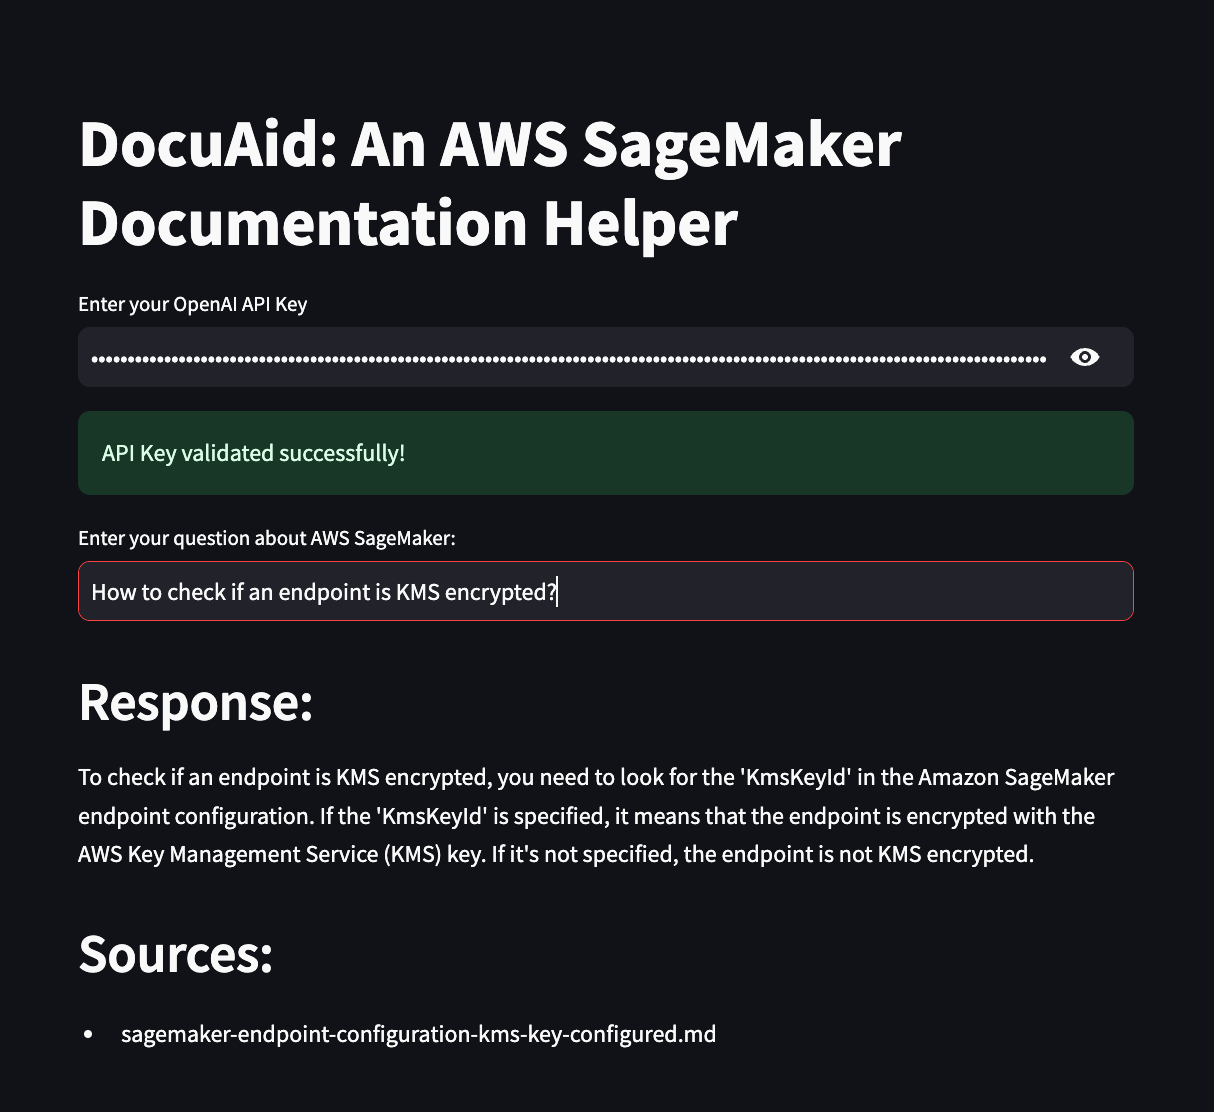 DocuAid: An AWS SageMaker
Documentation Helper
Enter your OpenAI API Key
API Key validated successfully!
Enter your question about AWS SageMaker:
How to check if an endpoint is KMS encrypted?
Response:
To check if an endpoint is KMS encrypted, you need to look for the 'KmsKeyId' in the Amazon SageMaker
endpoint configuration. If the 'KmsKeyId' is specified, it means that the endpoint is encrypted with the
AWS Key Management Service (KMS) key. If it's not specified, the endpoint is not KMS encrypted.
Sources:
• sagemaker-endpoint-configuration-kms-key-configured.md